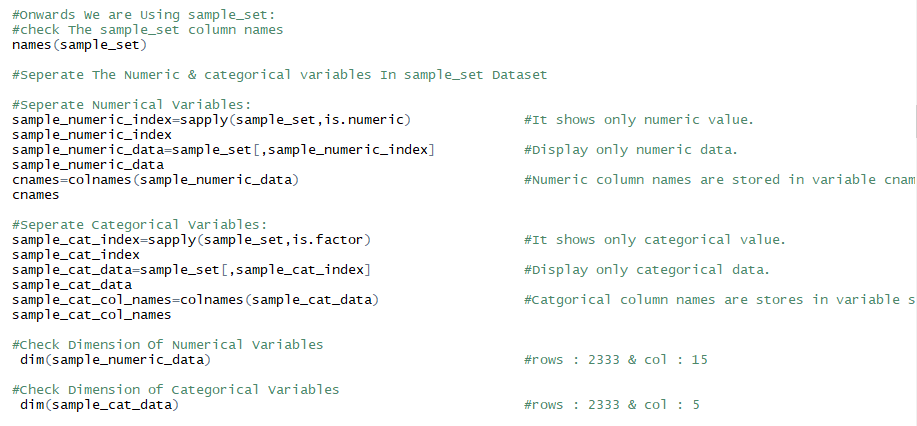 #Onwards We are Using sample_set:
#check The sample_set column names
names(sample_set)
#Seperate The Numeric & categorical variables In sample_set Dataset
#Seperate Numerical Variables:
sample_numeric_index=sapply(sample_set,is.numeric) #It shows only numeric value.
sample_numeric_index
sample_numeric_data=sample_set[,sample_numeric_index] #Display only numeric data.
sample_numeric_data
cnames=colnames(sample_numeric_data) #Numeric column names are stored in variable cnam
cnames
#Seperate Categorical Variables:
sample_cat_index=sapply(sample_set,is.factor) #It shows only categorical value.
sample_cat_index
sample_cat_data=sample_set[,sample_cat_index] #Display only categorical data.
sample_cat_data
sample_cat_col_names=colnames(sample_cat_data) #Catgorical column names are stores in variable s
sample_cat_col_names
#Check Dimension Of Numerical Variables
dim(sample_numeric_data) #rows : 2333 & col : 15
#Check Dimension of Categorical Variables
dim(sample_cat_data) #rows : 2333 & col : 5